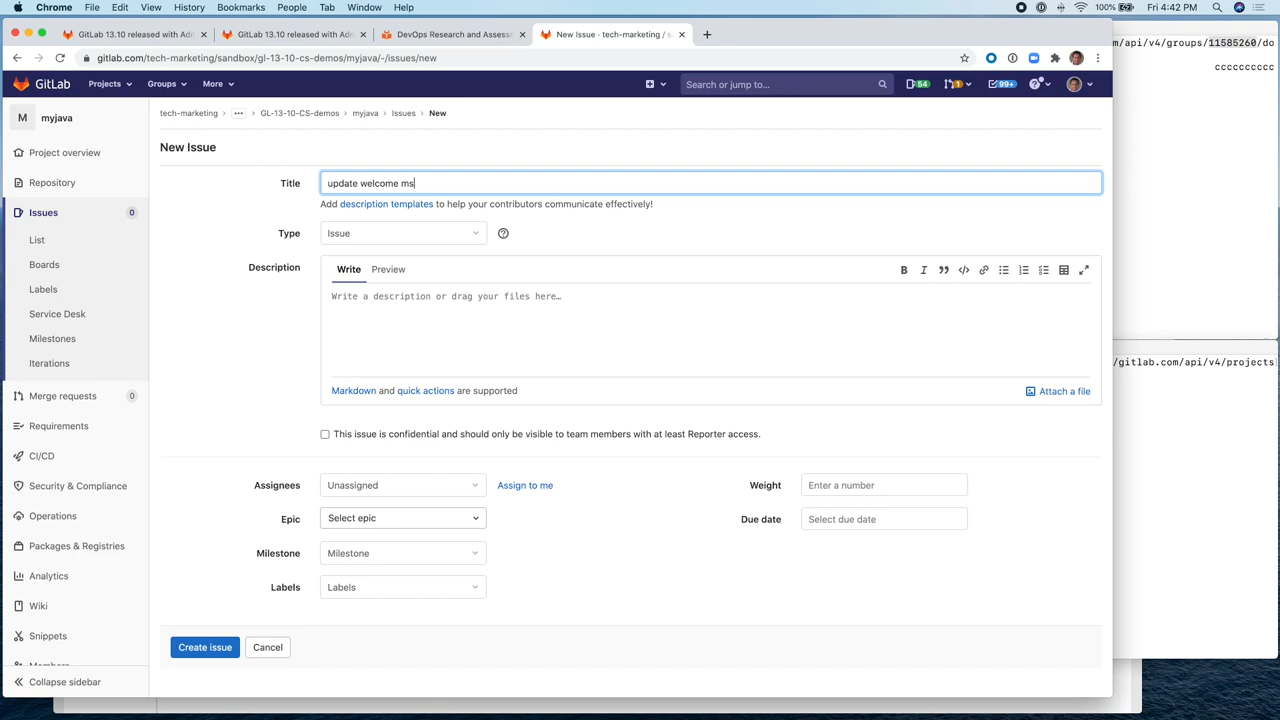 Chrome File Edit View History Bookmarks People Tab Window Help 100% Fri 4:42 PM
GitLab 13.10 released with Adm
GitLab 13.10 released with Adm
DevOps Research and Assessm
New Issue · tech-marketing / s
gitlab.com/tech-marketing/sandbox/gl-13-10-cs-demos/myjava/-/issues/new
m/api/v4/groups/11585260/do
cccccccccc
GitLab Projects Groups More Search or jump to... 54 1 99+
M myjava
tech-marketing › ••• › GL-13-10-CS-demos › myjava › Issues › New
New Issue
Project overview
Repository
Issues 0
List
Boards
Labels
Service Desk
Milestones
Iterations
Merge requests 0
Requirements
CI/CD
Security & Compliance
Operations
Packages & Registries
Analytics
Wiki
Snippets
Members
Collapse sidebar
Title update welcome ms
Add description templates to help your contributors communicate effectively!
Type Issue
Description Write Preview
Write a description or drag your files here…
Markdown and quick actions are supported Attach a file
This issue is confidential and should only be visible to team members with at least Reporter access.
Assignees Unassigned Assign to me Weight Enter a number
Epic Select epic Due date Select due date
Milestone Milestone
Labels Labels
Create issue Cancel
/gitlab.com/api/v4/projects